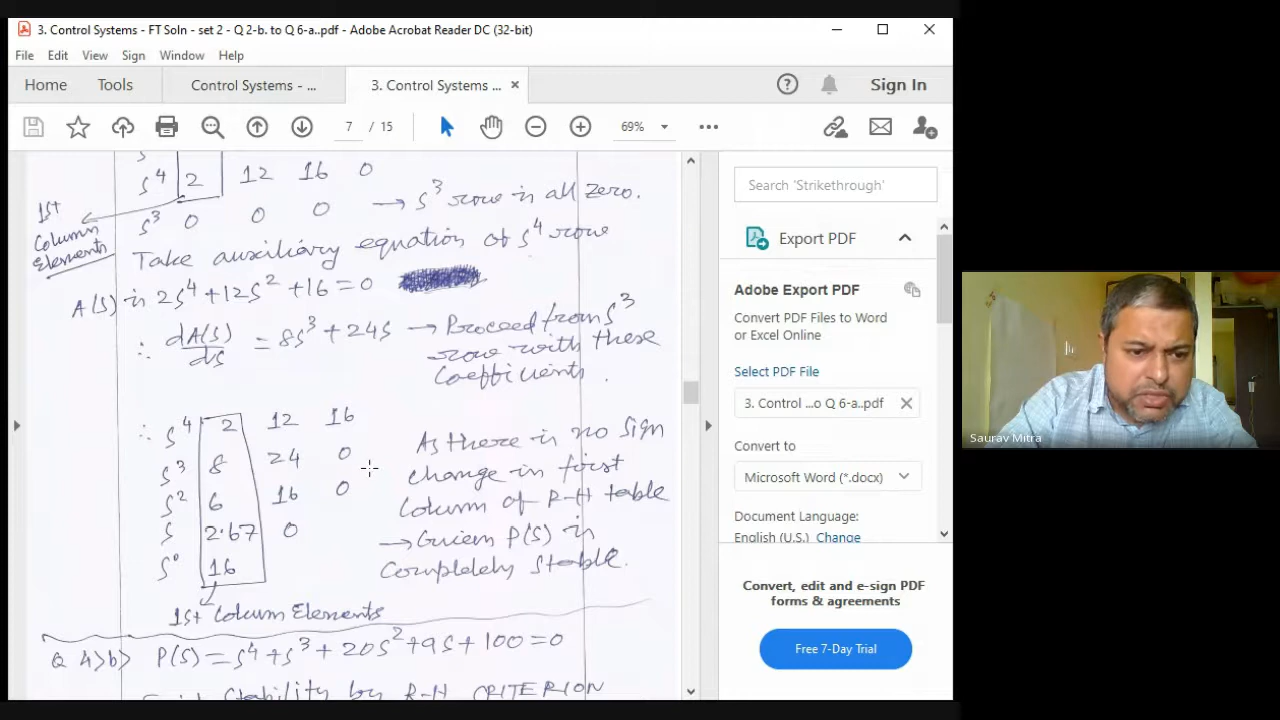 3. Control Systems - FT Soln - set 2 - Q 2-b. to Q 6-a..pdf - Adobe Acrobat Reader DC (32-bit)
File Edit View Sign Window Help
Home Tools Control Systems - ... 3. Control Systems ... × Sign In
7 / 15 69%
s⁴ 2 12 16 0
s³ 0 0 0 → s³ row is all zero.
1st
Column
Elements
Take auxiliary equation of s⁴ row
A(s) is 2s⁴+12s²+16=0
∴ dA(s)/ds = 8s³+24s → Proceed from s³
row with these
Coefficients.
∴ s⁴ 2 12 16
s³ 8 24 0
s² 6 16 0
s 2.67 0
s⁰ 16
1st Column Elements
As there is no sign
change in first
Column of R-H table
→ Given P(s) is
Completely stable.
Q 4>b> P(s)=s⁴+s³+20s²+9s+100=0
Stability by R-H CRITERION
Search 'Strikethrough'
Export PDF
Adobe Export PDF
Convert PDF Files to Word
or Excel Online
Select PDF File
3. Control ...o Q 6-a..pdf
Convert to
Microsoft Word (*.docx)
Document Language:
English (U.S.) Change
Convert, edit and e-sign PDF
forms & agreements
Free 7-Day Trial
Saurav Mitra